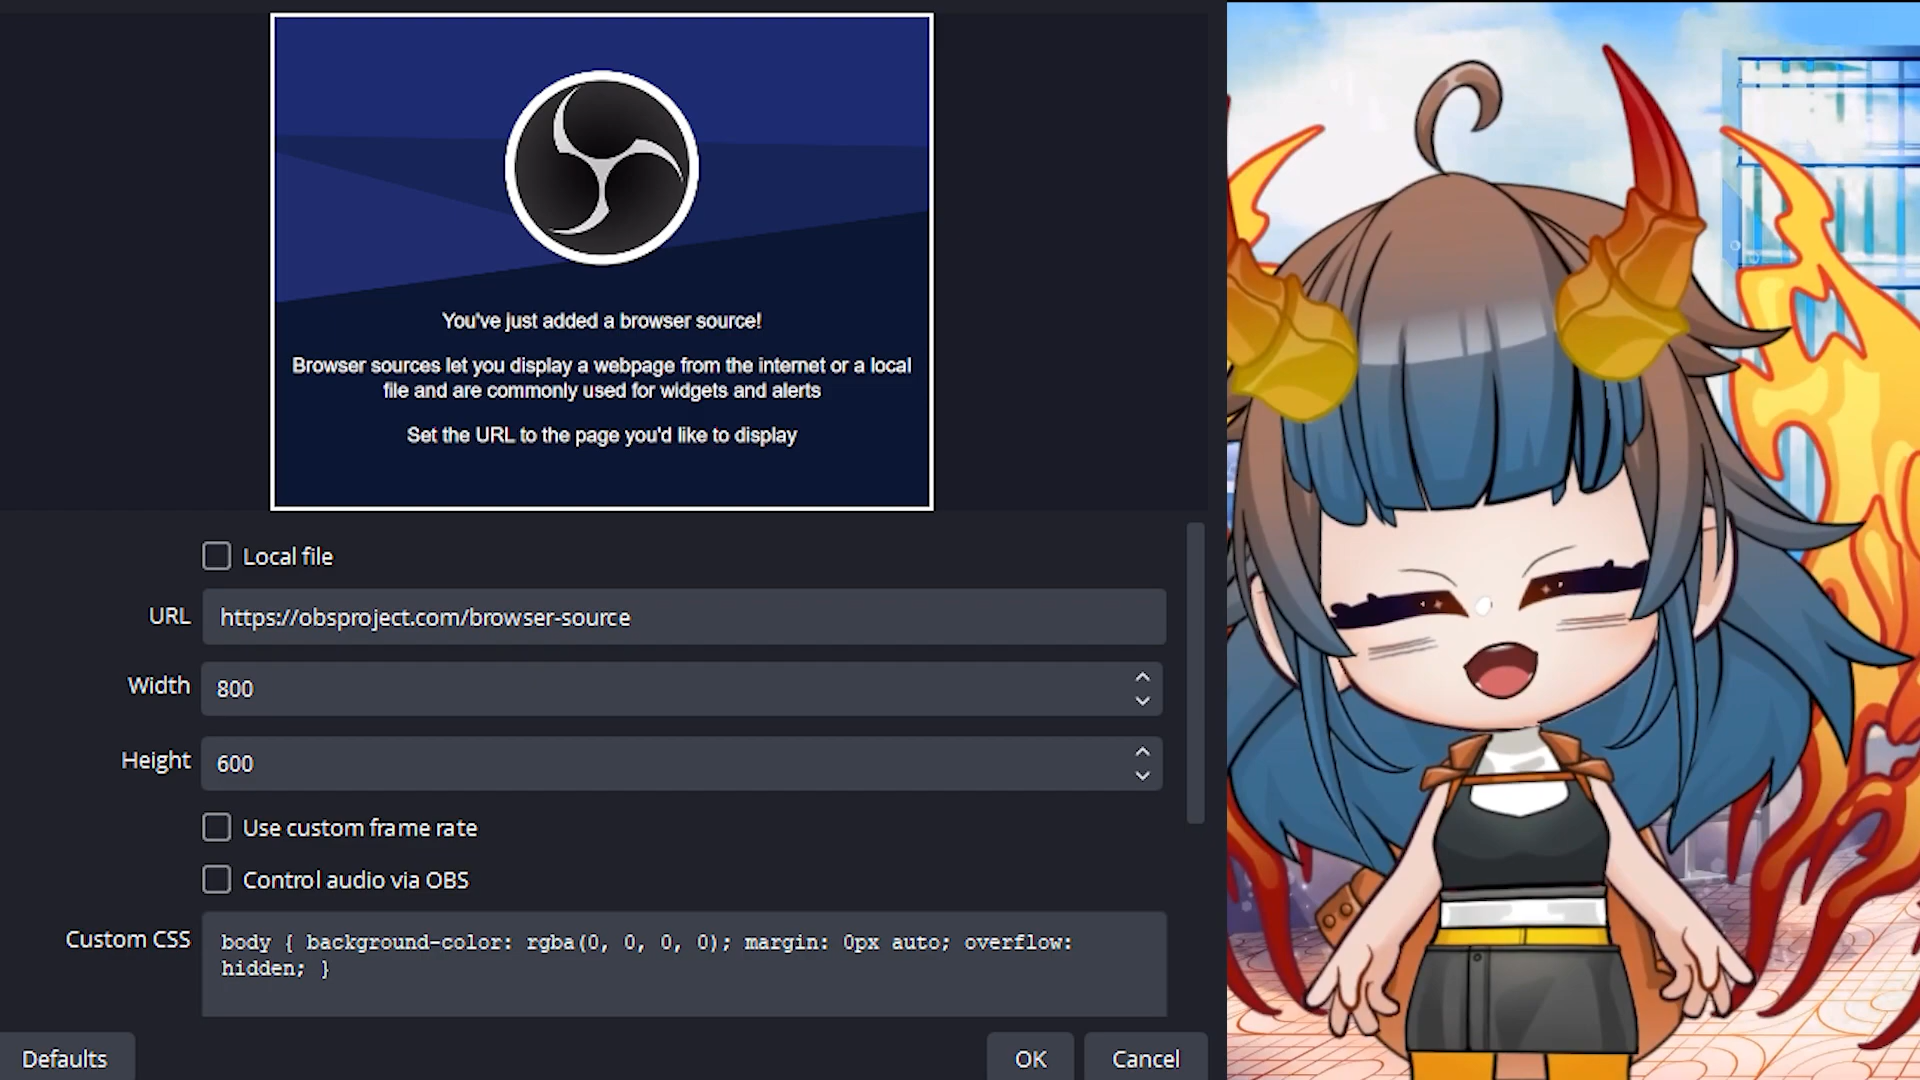 You've just added a browser source!
Browser sources let you display a webpage from the internet or a local
file and are commonly used for widgets and alerts
Set the URL to the page you'd like to display
Local file
URL
https://obsproject.com/browser-source
Width
800
Height
600
Use custom frame rate
Control audio via OBS
Custom CSS
body { background-color: rgba(0, 0, 0, 0); margin: 0px auto; overflow:
hidden; }
Defaults
OK
Cancel